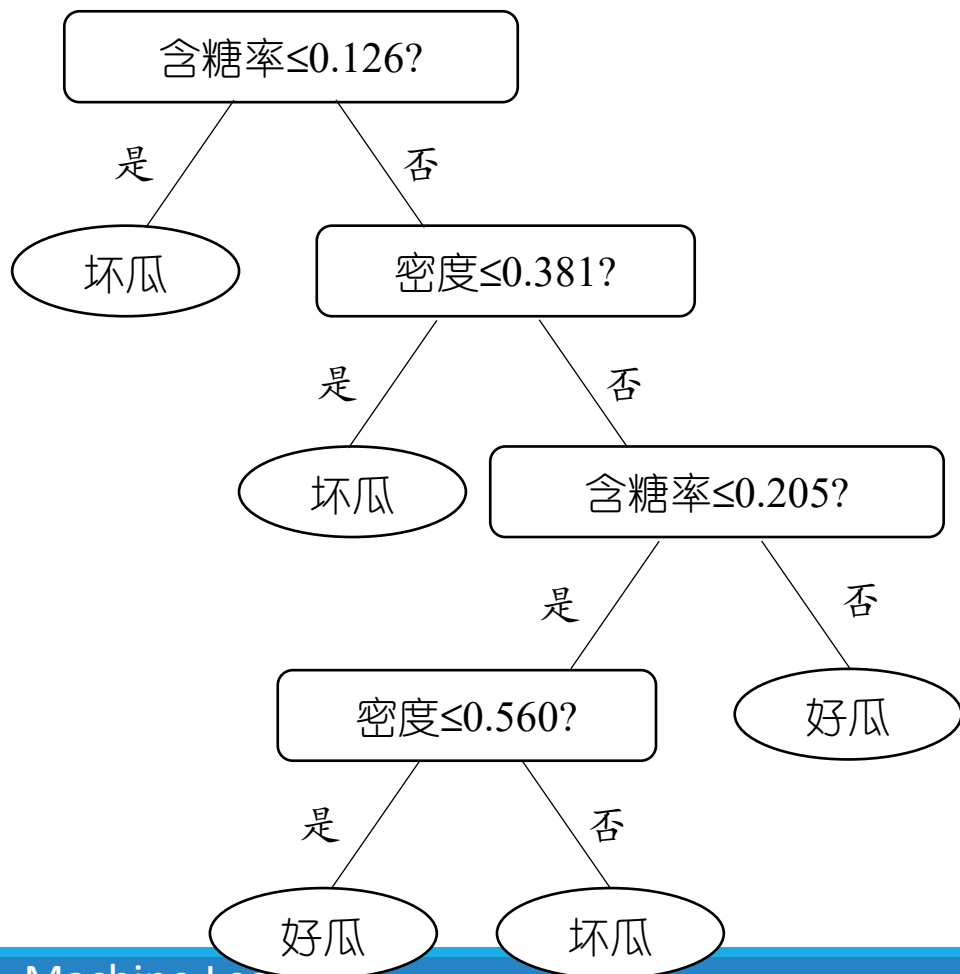 含糖率≤0.126?
是
否
坏瓜
密度≤0.381?
是
否
坏瓜
含糖率≤0.205?
是
否
密度≤0.560?
好瓜
是
否
好瓜
坏瓜
Machine